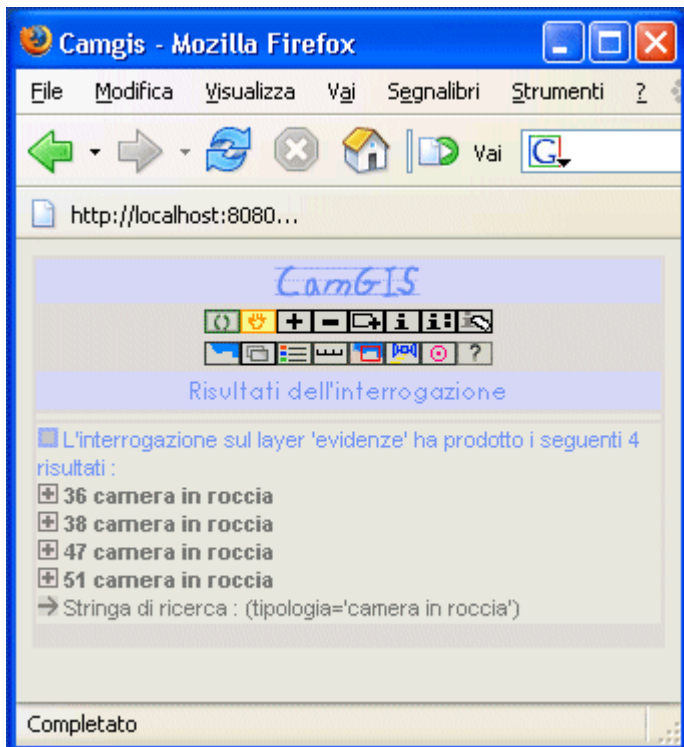 Camgis - Mozilla Firefox
File Modifica Visualizza Vai Segnalibri Strumenti ?
Vai G
http://localhost:8080...
CamGIS
i i
?
Risultati dell'interrogazione
L'interrogazione sul layer 'evidenze' ha prodotto i seguenti 4
risultati :
36 camera in roccia
38 camera in roccia
47 camera in roccia
51 camera in roccia
Stringa di ricerca : (tipologia='camera in roccia')
Completato